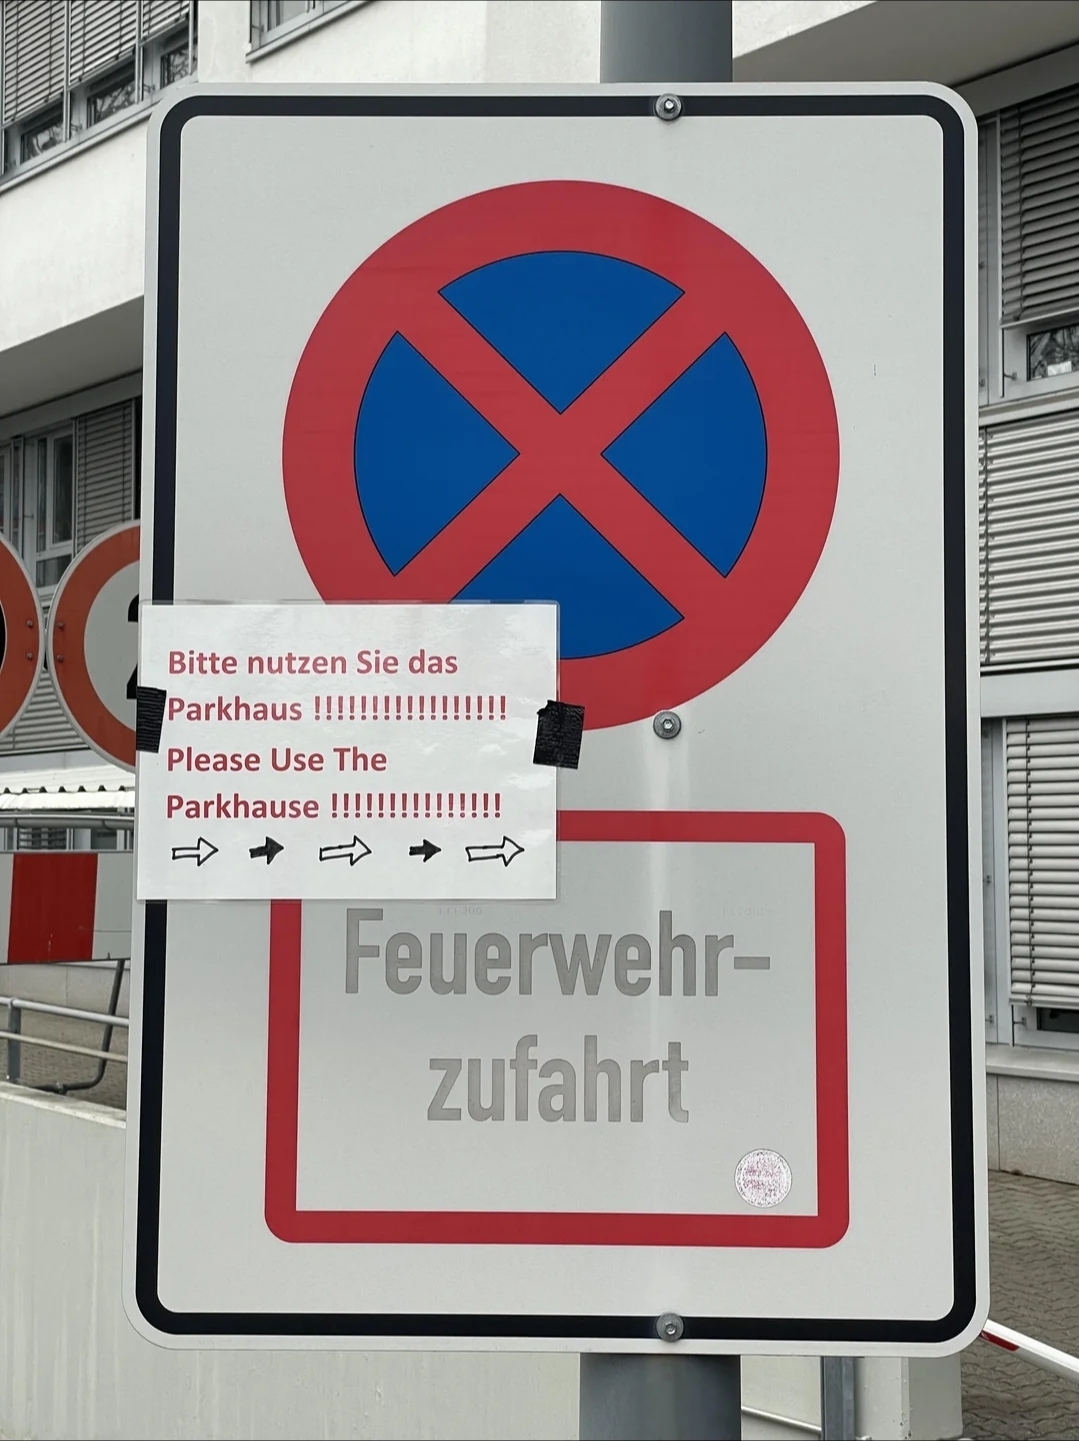 Bitte nutzen Sie das
Parkhaus !!!!!!!!!!!!!!!!!
Please Use The
Parkhause !!!!!!!!!!!!!!!
Feuerwehr-
zufahrt